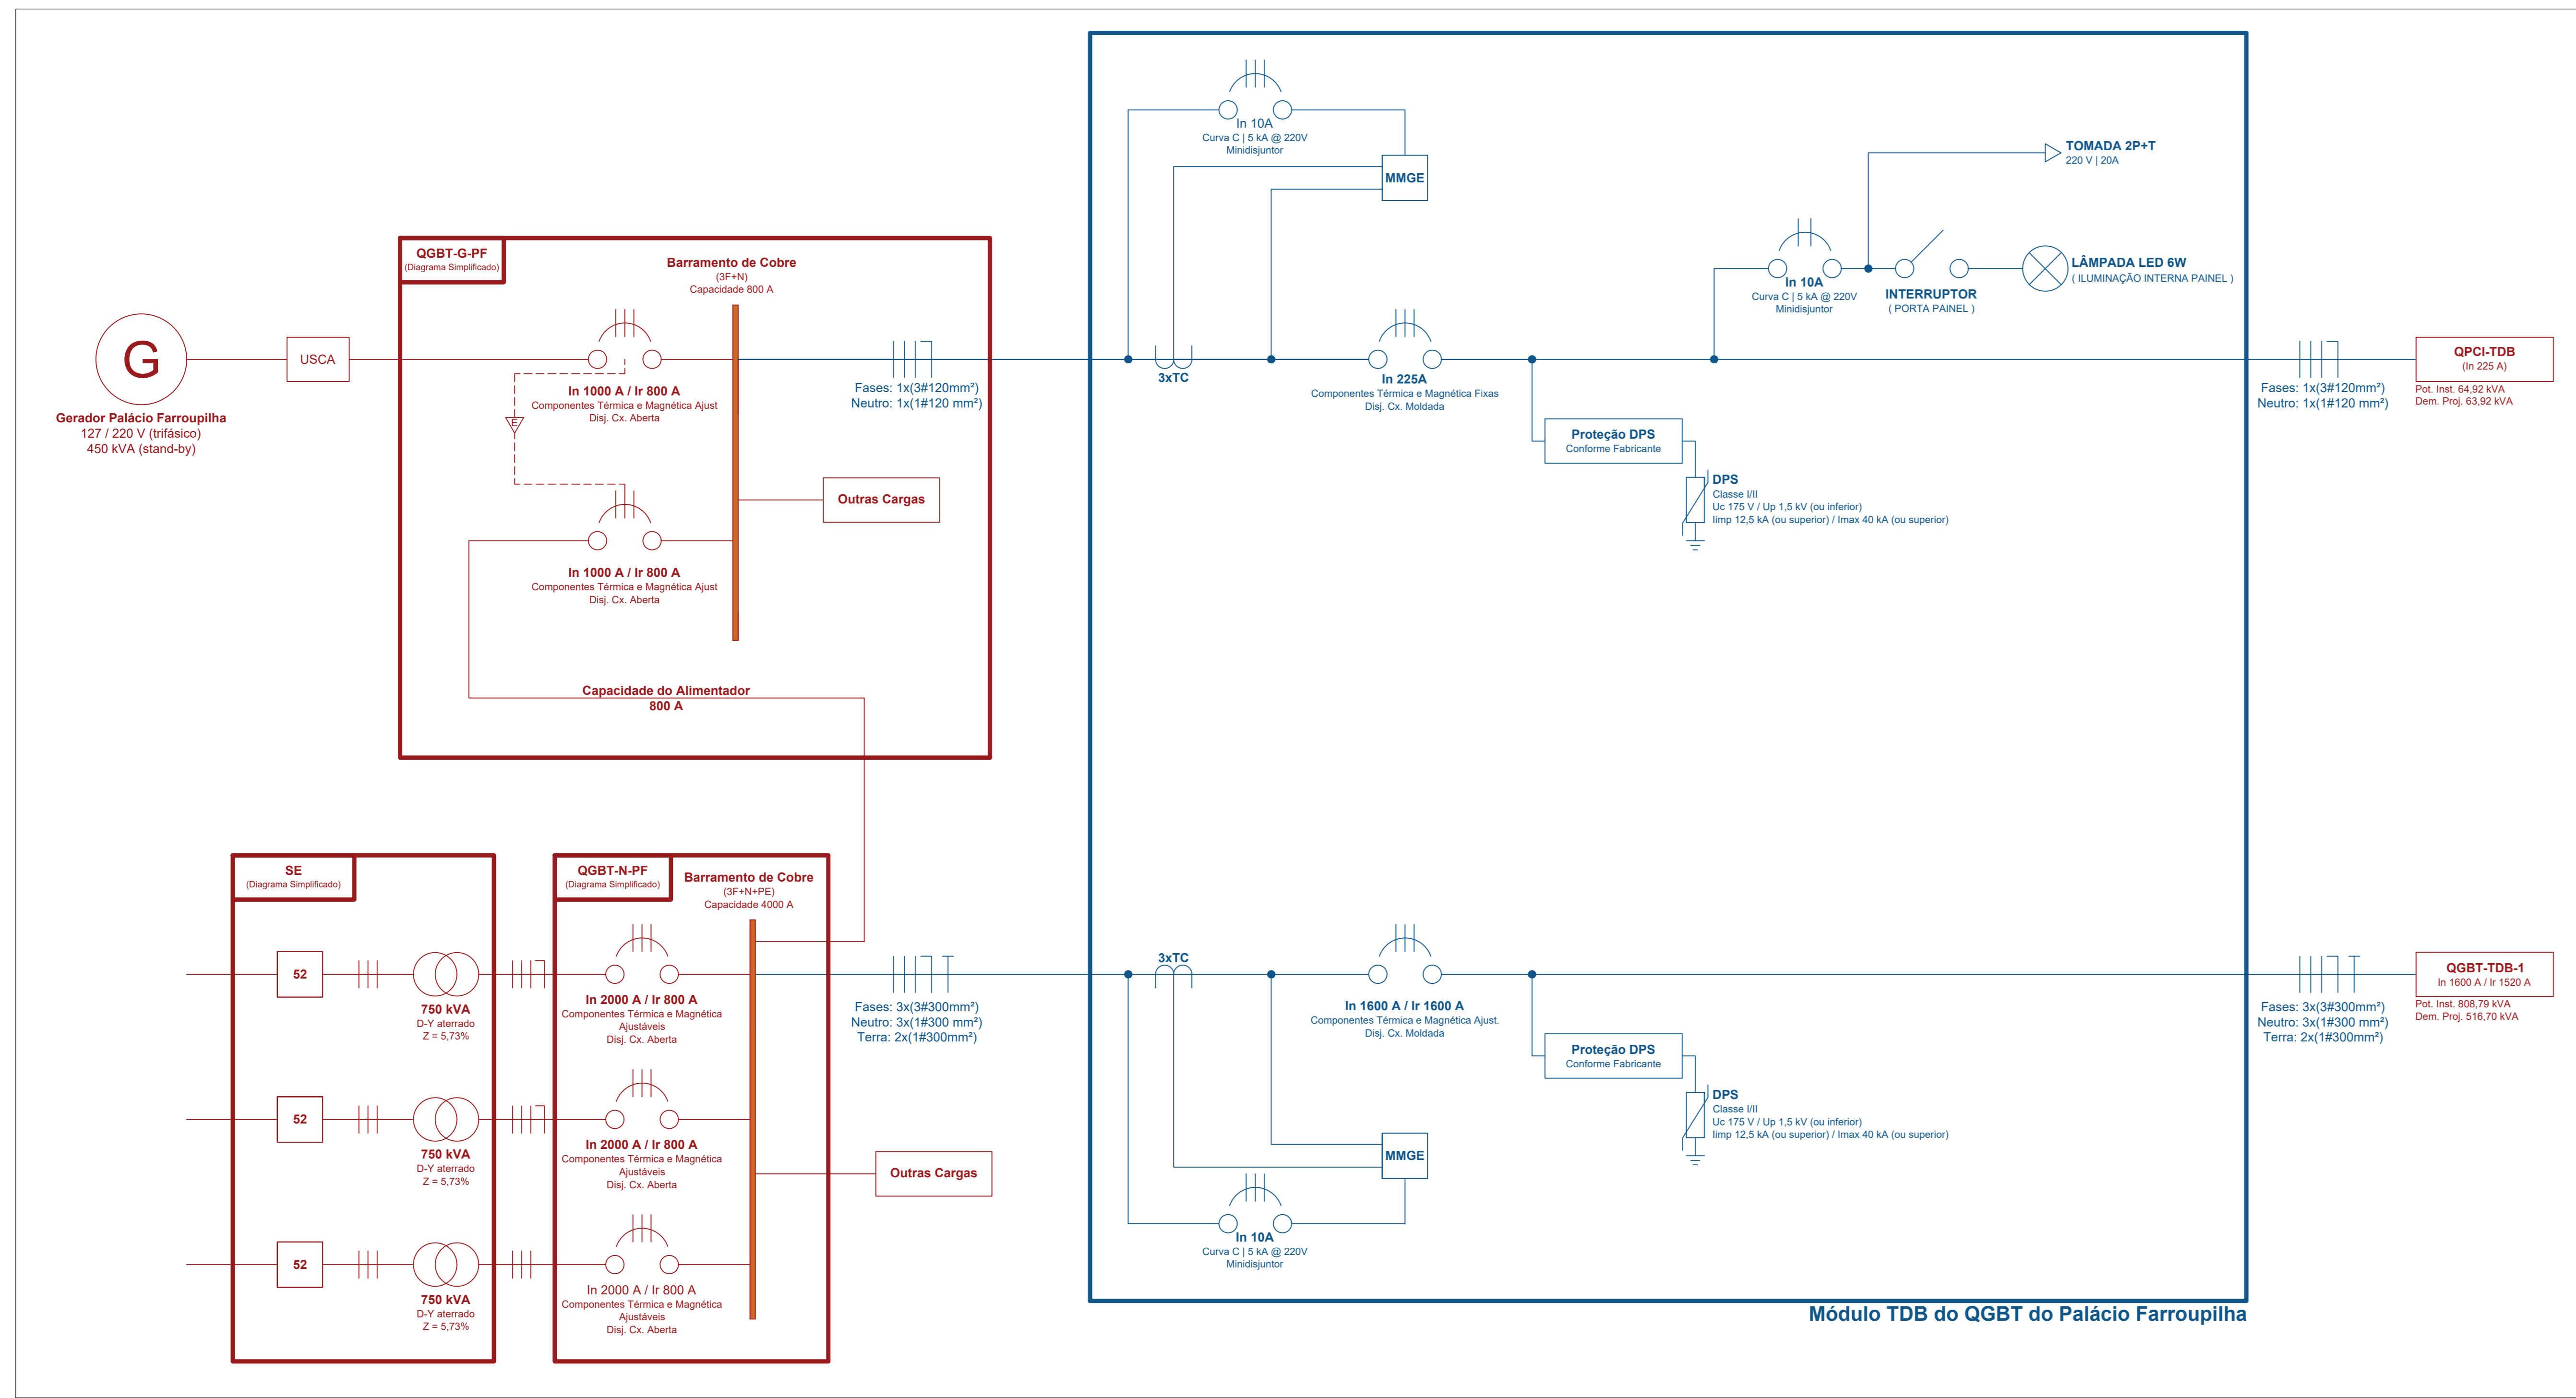 In 10A
Curva C | 5 kA @ 220V
Minidisjuntor
MMGE
TOMADA 2P+T
220 V | 20A
In 10A
Curva C | 5 kA @ 220V
Minidisjuntor
INTERRUPTOR
( PORTA PAINEL )
LÂMPADA LED 6W
( ILUMINAÇÃO INTERNA PAINEL )
QGBT-G-PF
(Diagrama Simplificado)
Barramento de Cobre
(3F+N)
Capacidade 800 A
G
USCA
Gerador Palácio Farroupilha
127 / 220 V (trifásico)
450 kVA (stand-by)
In 1000 A / Ir 800 A
Componentes Térmica e Magnética Ajust
Disj. Cx. Aberta
E
In 1000 A / Ir 800 A
Componentes Térmica e Magnética Ajust
Disj. Cx. Aberta
Outras Cargas
Capacidade do Alimentador
800 A
Fases: 1x(3#120mm²)
Neutro: 1x(1#120 mm²)
3xTC
In 225A
Componentes Térmica e Magnética Fixas
Disj. Cx. Moldada
Proteção DPS
Conforme Fabricante
DPS
Classe I/II
Uc 175 V / Up 1,5 kV (ou inferior)
Iimp 12,5 kA (ou superior) / Imax 40 kA (ou superior)
Fases: 1x(3#120mm²)
Neutro: 1x(1#120 mm²)
QPCI-TDB
(In 225 A)
Pot. Inst. 64,92 kVA
Dem. Proj. 63,92 kVA
SE
(Diagrama Simplificado)
52
750 kVA
D-Y aterrado
Z = 5,73%
52
750 kVA
D-Y aterrado
Z = 5,73%
52
750 kVA
D-Y aterrado
Z = 5,73%
QGBT-N-PF
(Diagrama Simplificado)
Barramento de Cobre
(3F+N+PE)
Capacidade 4000 A
In 2000 A / Ir 800 A
Componentes Térmica e Magnética
Ajustáveis
Disj. Cx. Aberta
In 2000 A / Ir 800 A
Componentes Térmica e Magnética
Ajustáveis
Disj. Cx. Aberta
In 2000 A / Ir 800 A
Componentes Térmica e Magnética
Ajustáveis
Disj. Cx. Aberta
Outras Cargas
Fases: 3x(3#300mm²)
Neutro: 3x(1#300 mm²)
Terra: 2x(1#300mm²)
3xTC
In 1600 A / Ir 1600 A
Componentes Térmica e Magnética Ajust.
Disj. Cx. Moldada
Proteção DPS
Conforme Fabricante
DPS
Classe I/II
Uc 175 V / Up 1,5 kV (ou inferior)
Iimp 12,5 kA (ou superior) / Imax 40 kA (ou superior)
MMGE
In 10A
Curva C | 5 kA @ 220V
Minidisjuntor
Fases: 3x(3#300mm²)
Neutro: 3x(1#300 mm²)
Terra: 2x(1#300mm²)
QGBT-TDB-1
In 1600 A / Ir 1520 A
Pot. Inst. 808,79 kVA
Dem. Proj. 516,70 kVA
Módulo TDB do QGBT do Palácio Farroupilha